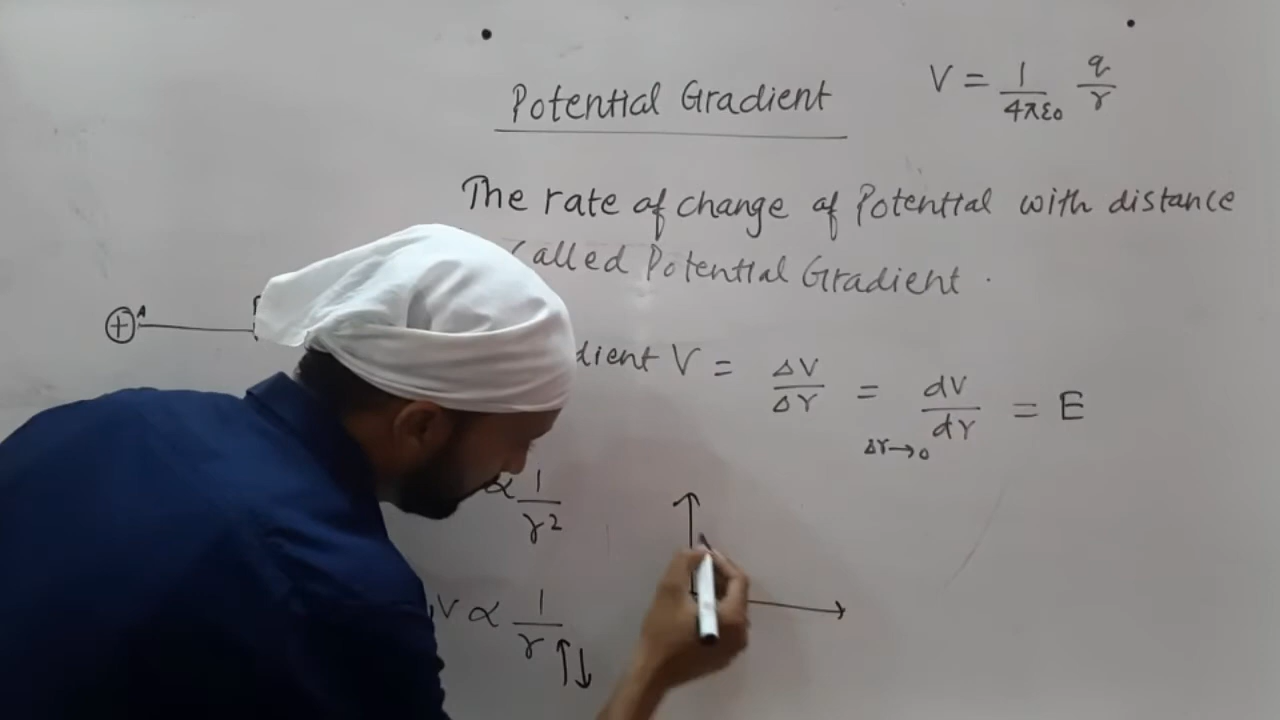 Potential Gradient
V = 1/4πε0 q/r
The rate of change of Potential with distance
Called Potential Gradient.
⊕ A
dient V = ΔV/Δr = dV/dr = E
Δr→0
∝ 1/r²
V ∝ 1/r ↑↓